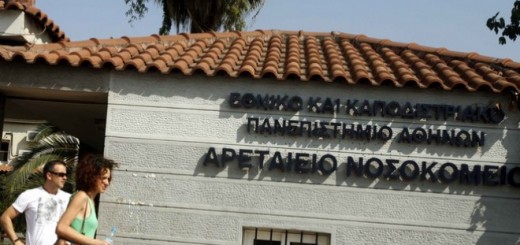 ΕΘΝΙΚΟ ΚΑΙ ΚΑΠΟΔΙΣΤΡΙΑΚΟ
ΠΑΝΕΠΙΣΤΗΜΙΟ ΑΘΗΝΩΝ
ΑΡΕΤΑΙΕΙΟ ΝΟΣΟΚΟΜΕΙΟ